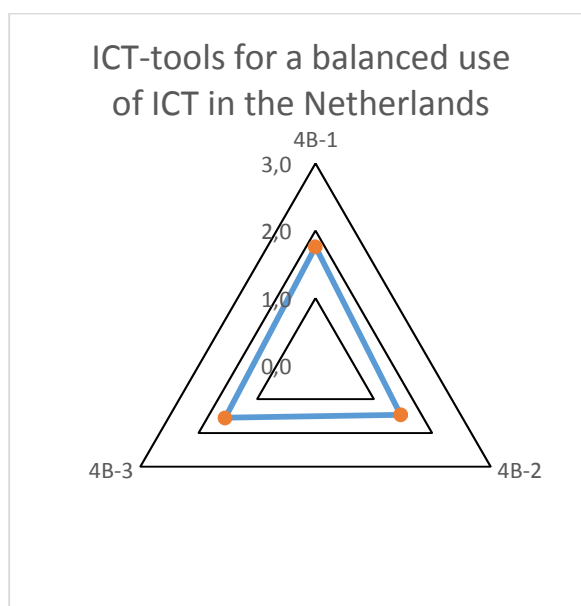 ICT-tools for a balanced use
of ICT in the Netherlands
4B-1
3,0
2,0
1,0
0,0
4B-3
4B-2